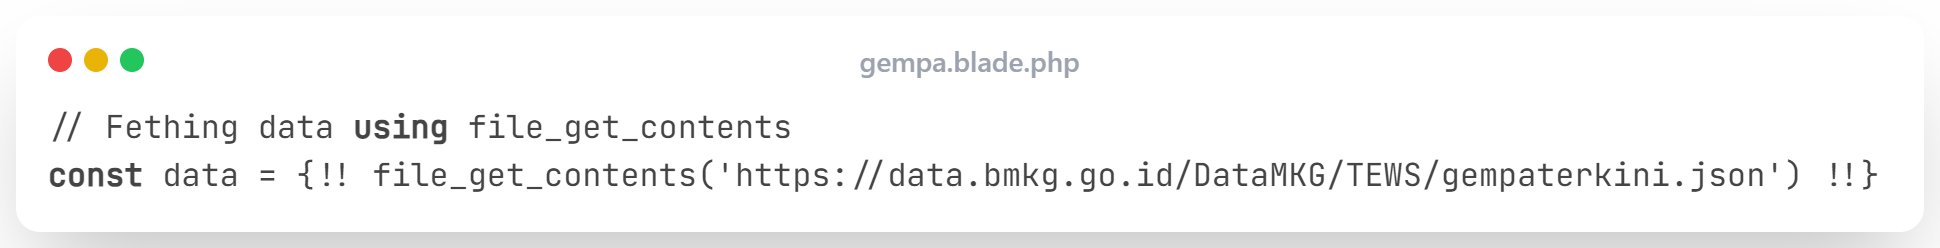 gempa.blade.php
// Fething data using file_get_contents
const data = {!! file_get_contents('https://data.bmkg.go.id/DataMKG/TEWS/gempaterkini.json') !!}